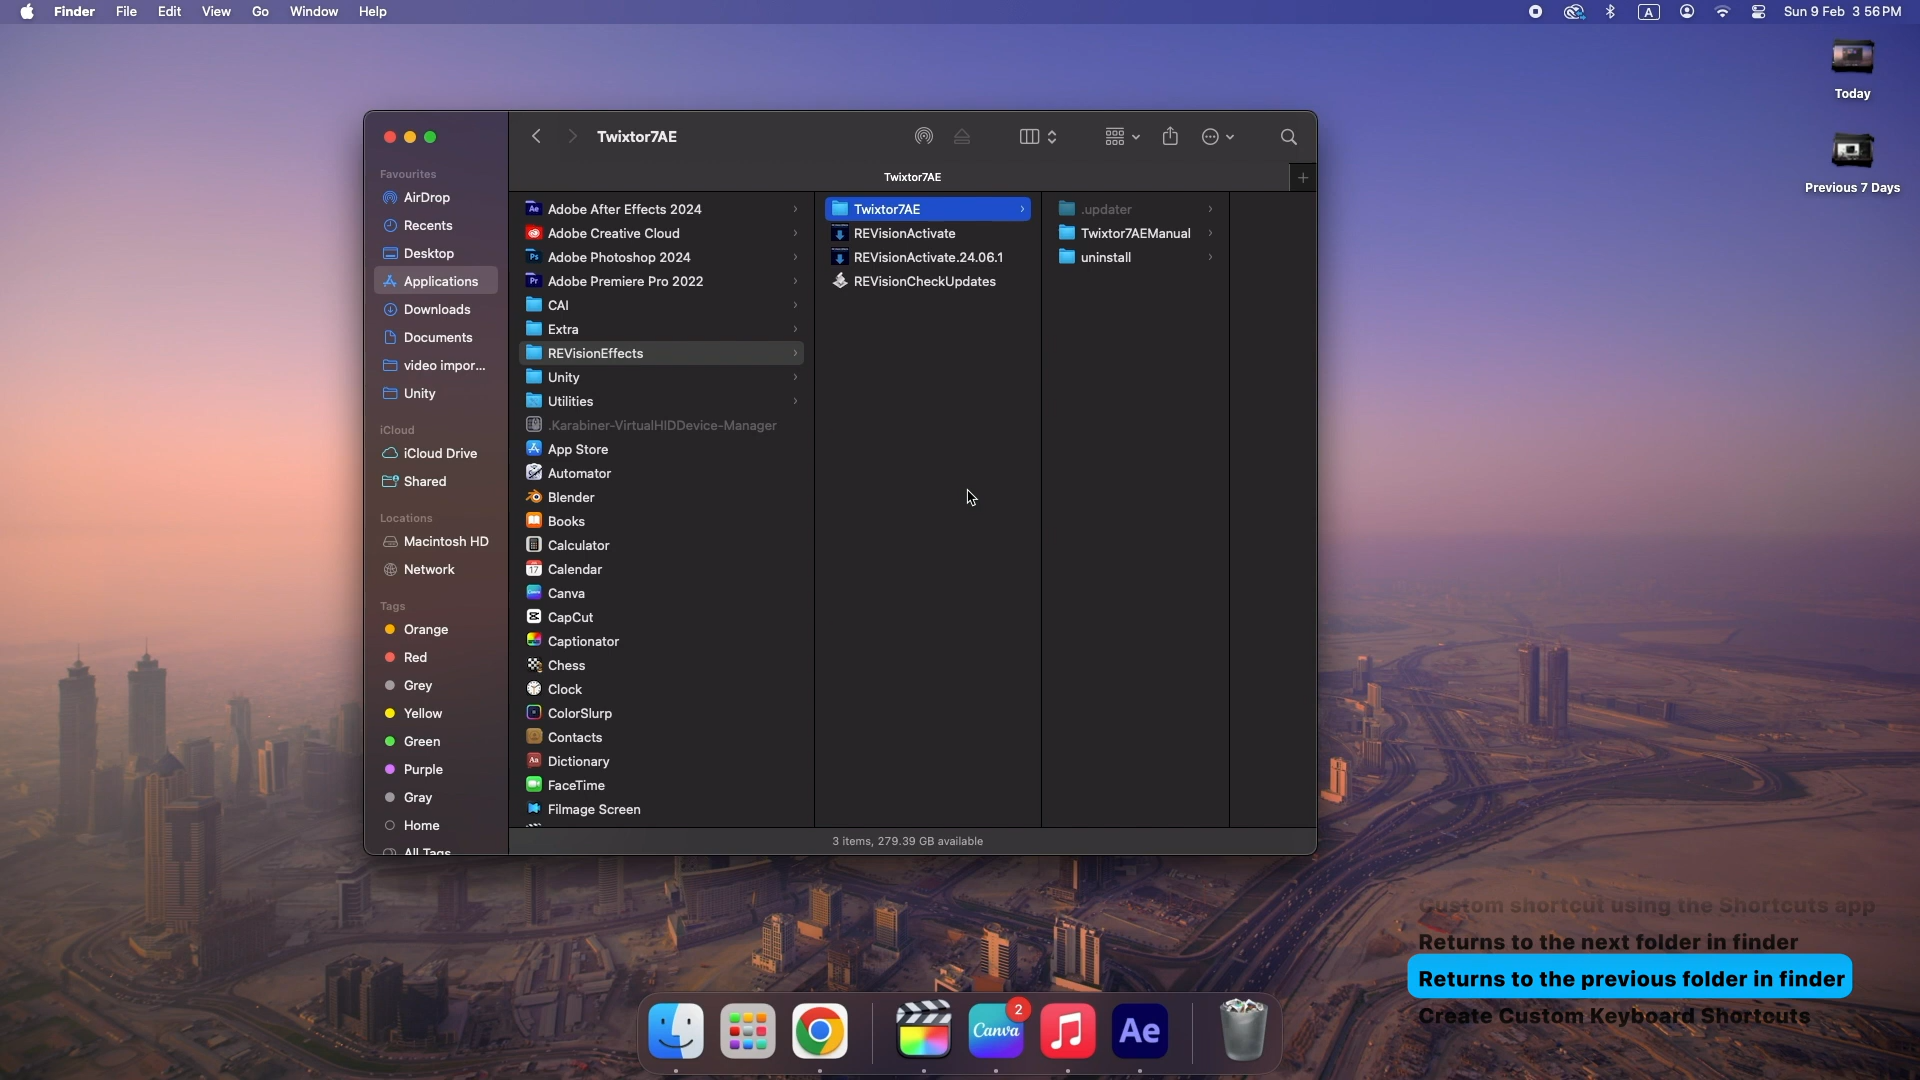 Finder File Edit View Go Window Help
A
Sun 9 Feb 3 56 PM
Today
Previous 7 Days
Twixtor7AE
Twixtor7AE
Favourites
AirDrop
Recents
Desktop
Applications
Downloads
Documents
video impor...
Unity
iCloud
iCloud Drive
Shared
Locations
Macintosh HD
Network
Tags
Orange
Red
Grey
Yellow
Green
Purple
Gray
Home
All Tags
Adobe After Effects 2024
Adobe Creative Cloud
Adobe Photoshop 2024
Adobe Premiere Pro 2022
CAI
Extra
REVisionEffects
Unity
Utilities
.Karabiner-VirtualHIDDevice-Manager
App Store
Automator
Blender
Books
Calculator
Calendar
Canva
CapCut
Captionator
Chess
Clock
ColorSlurp
Contacts
Dictionary
FaceTime
Filmage Screen
Twixtor7AE
REVisionActivate
REVisionActivate.24.06.1
REVisionCheckUpdates
.updater
Twixtor7AEManual
uninstall
3 items, 279.39 GB available
Custom shortcut using the Shortcuts app
Returns to the next folder in finder
Returns to the previous folder in finder
Create Custom Keyboard Shortcuts
Canva
2
Ae